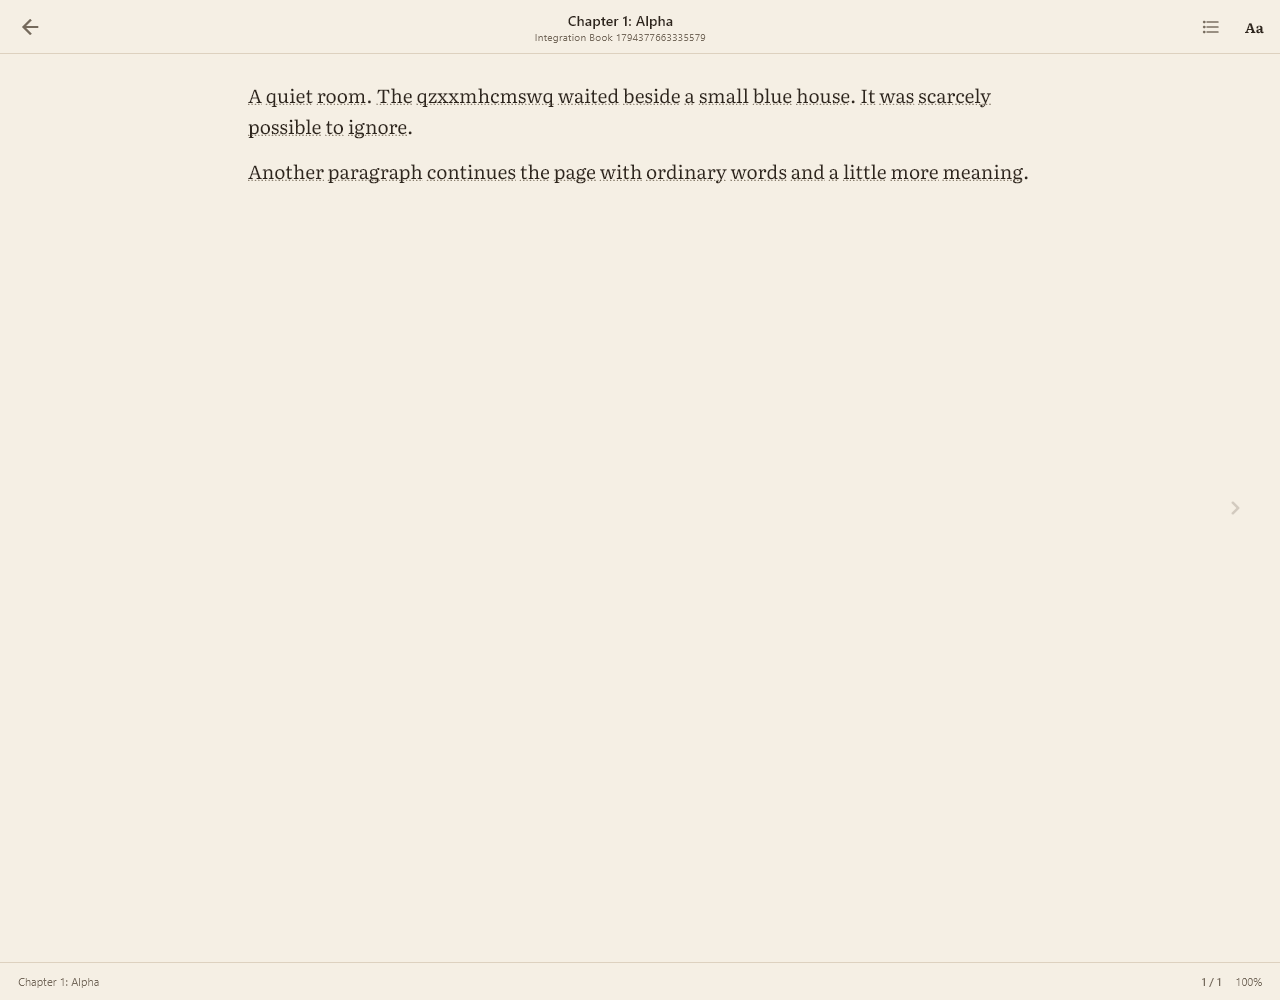 Chapter 1: Alpha
Integration Book 1794377663335579
Aa
A quiet room. The qzxxmhcmswq waited beside a small blue house. It was scarcely
possible to ignore.
Another paragraph continues the page with ordinary words and a little more meaning.
Chapter 1: Alpha
1 / 1 100%